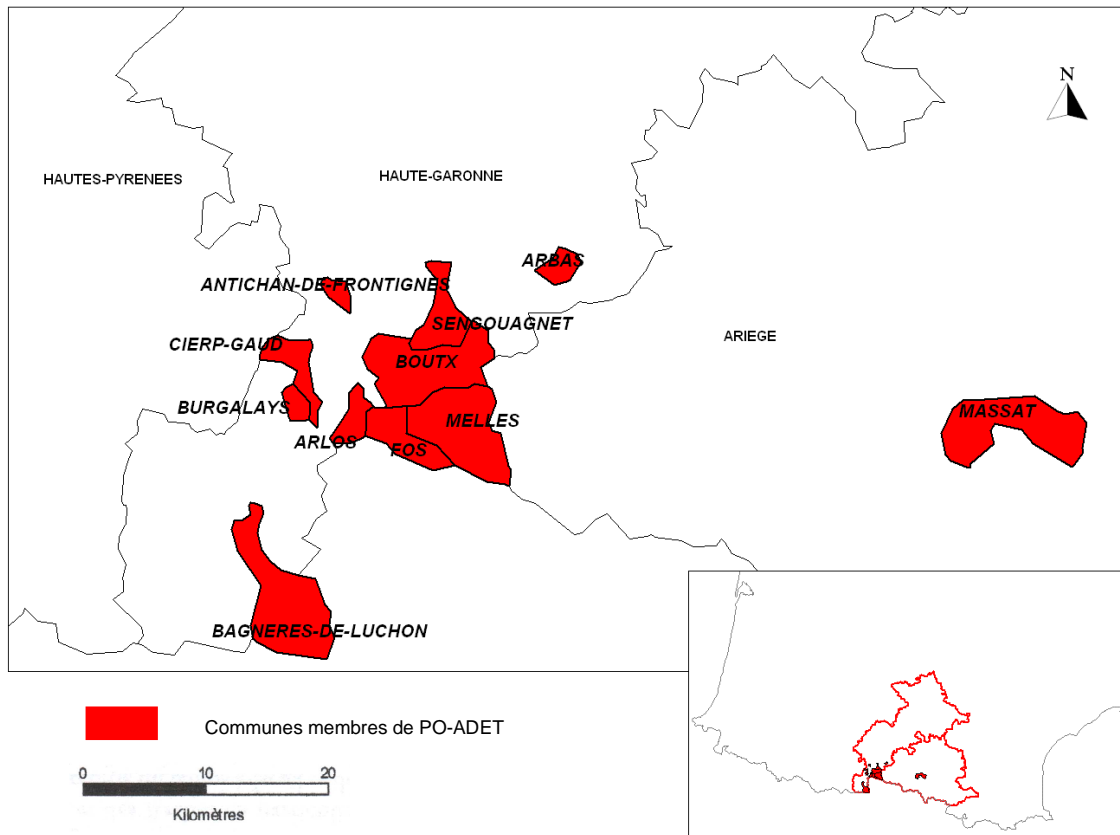 N
HAUTES-PYRENEES
HAUTE-GARONNE
ARBAS
ANTICHAN-DE-FRONTIGNES
SENGOUAGNET
CIERP-GAUD
ARIEGE
BOUTX
BURGALAYS
MASSAT
MELLES
ARLOS
FOS
BAGNERES-DE-LUCHON
Communes membres de PO-ADET
0 10 20
Kilomètres